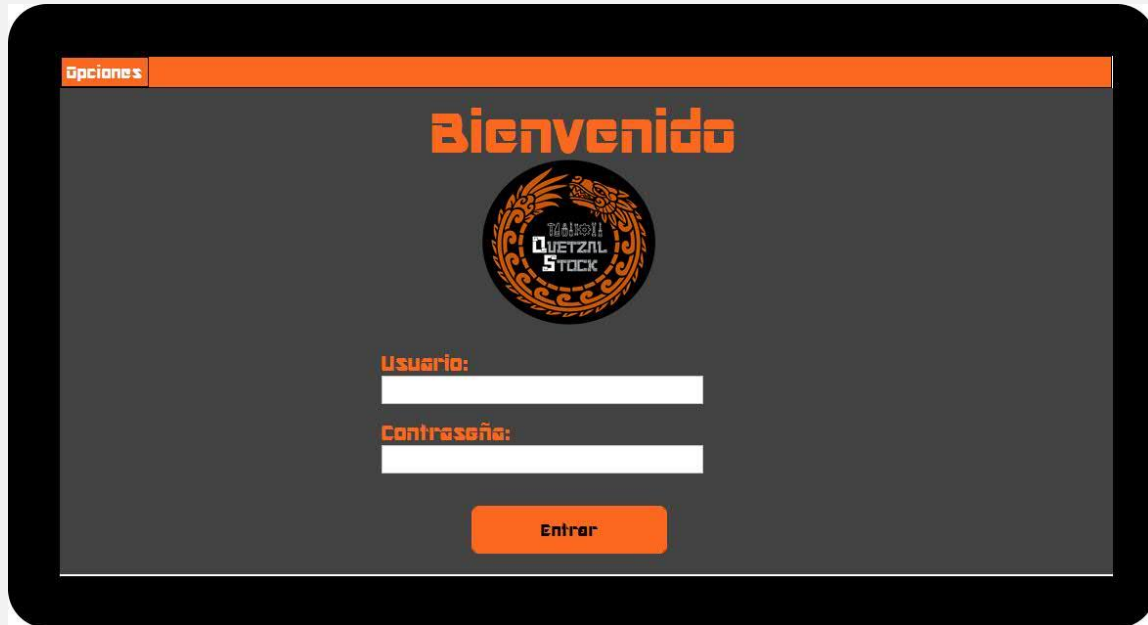 Opciones
Bienvenido
Quetzal
Stock
Usuario:
Contraseña:
Entrar